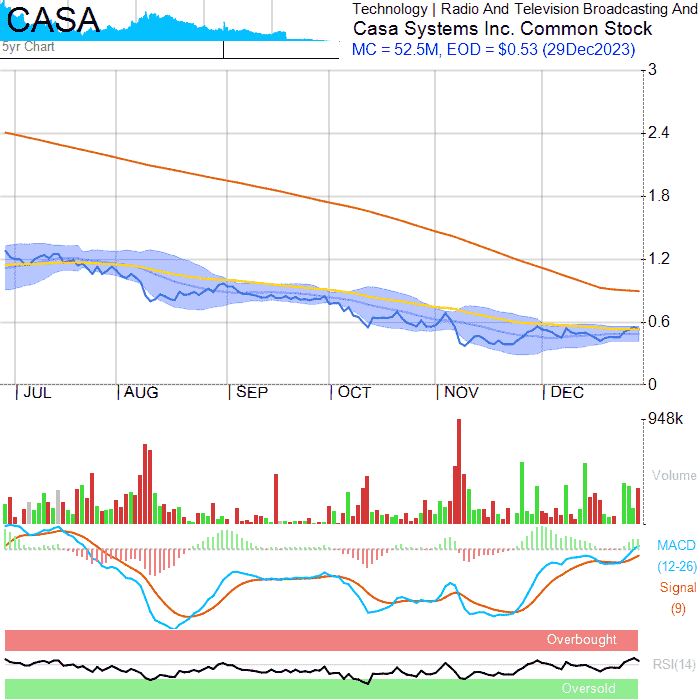 CASA
5yr Chart
Technology | Radio And Television Broadcasting And
Casa Systems Inc. Common Stock
MC = 52.5M, EOD = $0.53 (29Dec2023)
3
2.4
1.8
1.2
0.6
0
JUL AUG SEP OCT NOV DEC
948k
Volume
MACD
(12-26)
Signal
(9)
Overbought
RSI(14)
Oversold